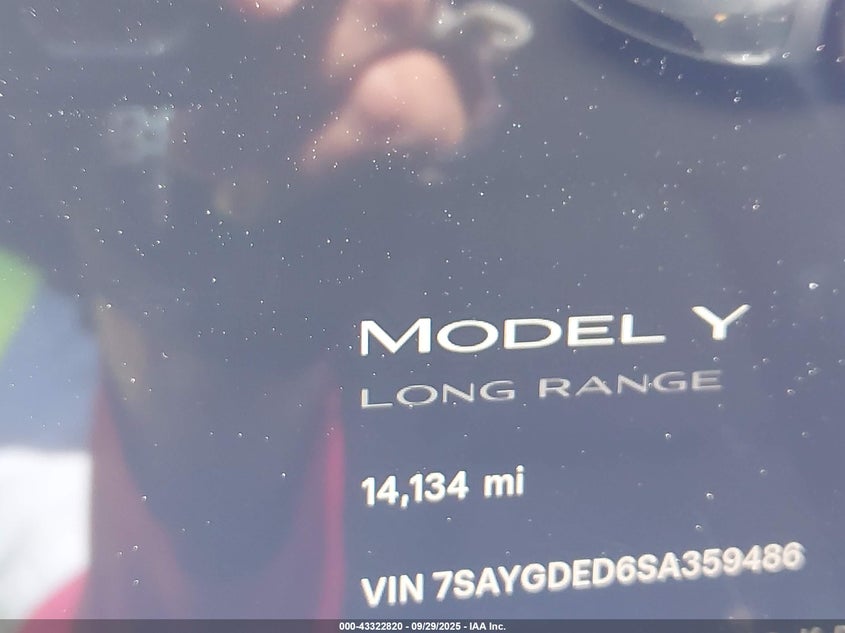 MODEL Y
LONG RANGE
14,134 mi
VIN 7SAYGDED6SA359486
000-43322820 - 09/29/2025 - IAA Inc.